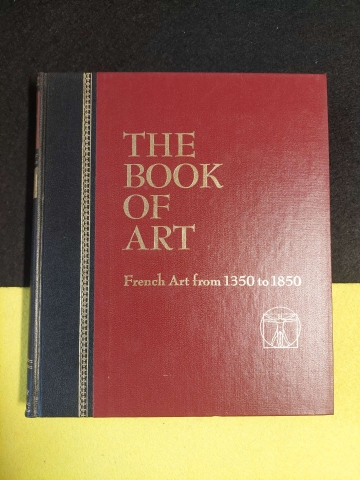 THE
BOOK
OF
ART
French Art from 1350 to 1850